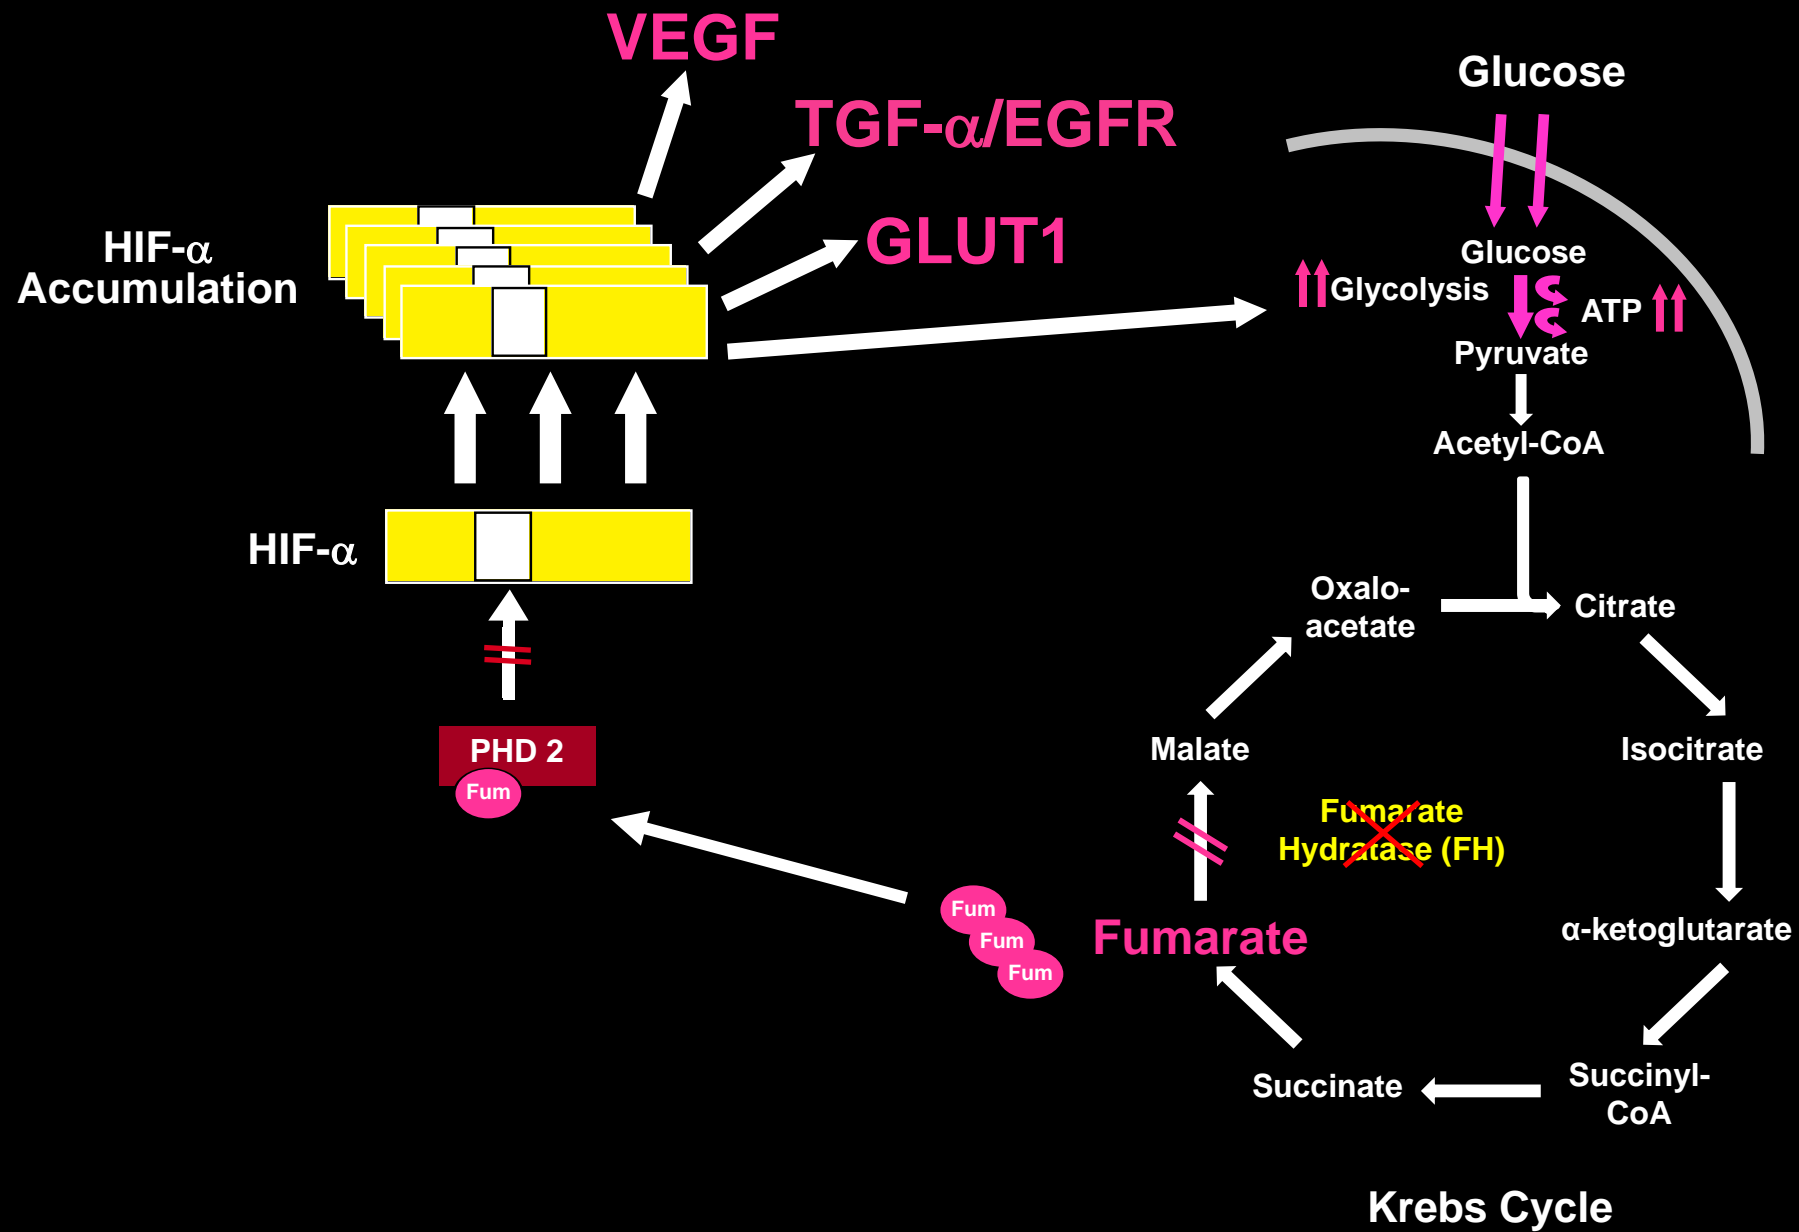 VEGF
TGF-α/EGFR
GLUT1
HIF-α
Accumulation
HIF-α
PHD 2
Fum
Fum
Fum
Fum
Glucose
Glucose
Glycolysis
ATP
Pyruvate
Acetyl-CoA
Oxalo-
acetate
Citrate
Malate
Isocitrate
Fumarate
Hydratase (FH)
Fumarate
α-ketoglutarate
Succinate
Succinyl-
CoA
Krebs Cycle